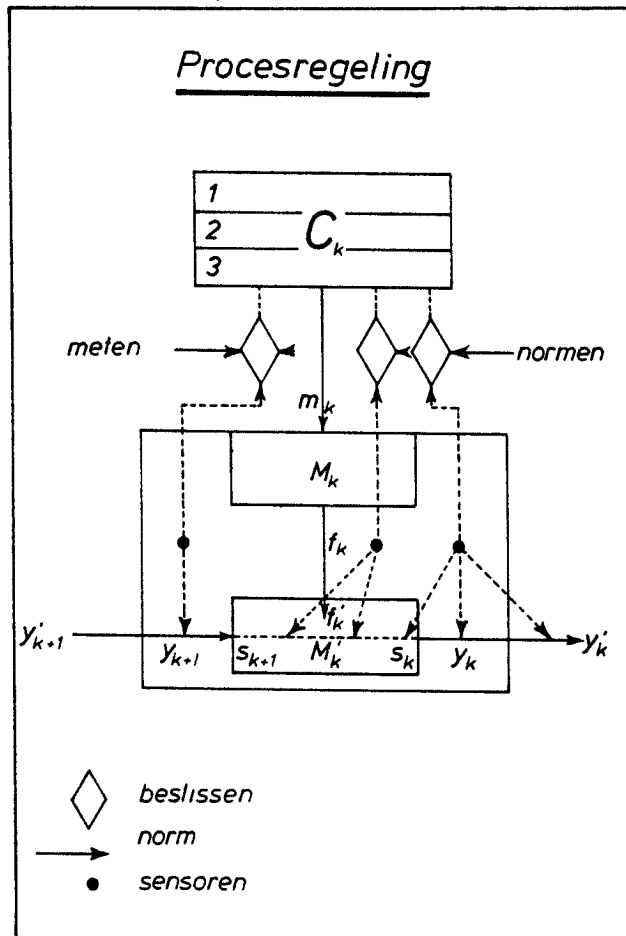 Procesregeling
1
2
3
C_k
meten
normen
m_k
M_k
f_k
f'_k
y'_{k+1}
y_{k+1}
s_{k+1}
M'_k
s_k
y_k
y'_k
beslissen
norm
sensoren